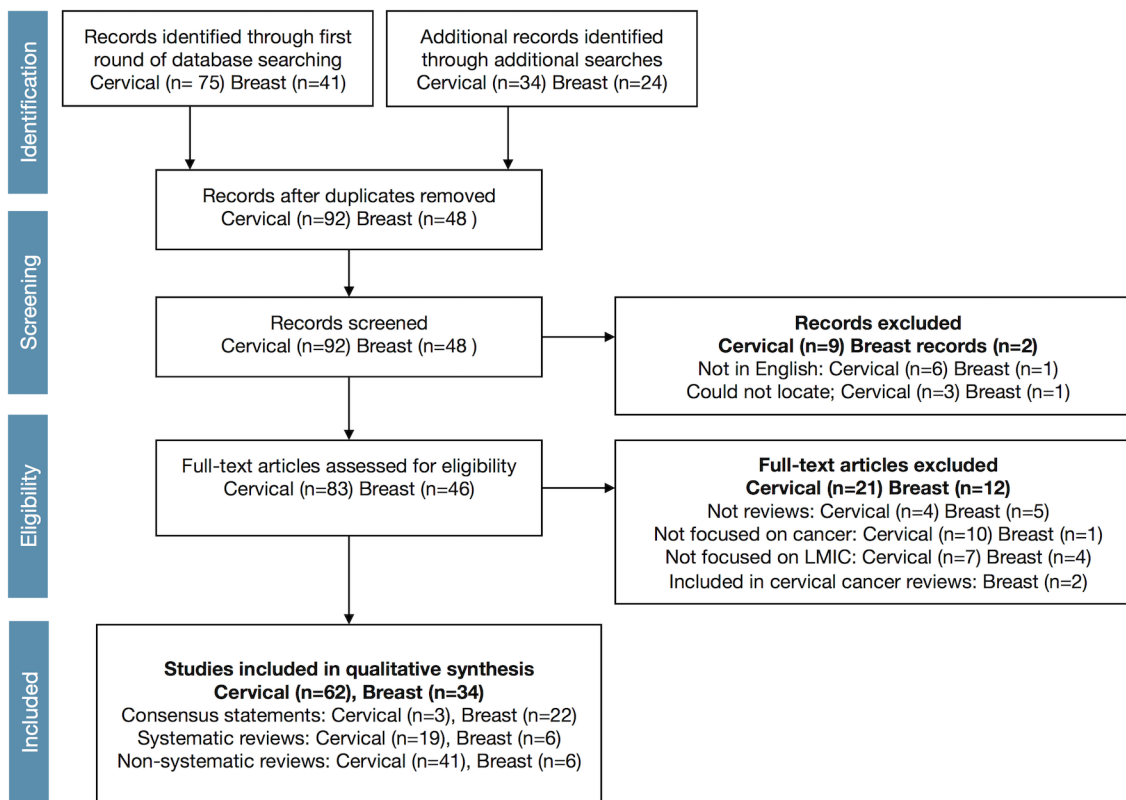 Identification
Records identified through first
round of database searching
Cervical (n= 75) Breast (n=41)
Additional records identified
through additional searches
Cervical (n=34) Breast (n=24)
Records after duplicates removed
Cervical (n=92) Breast (n=48 )
Screening
Records screened
Cervical (n=92) Breast (n=48 )
Records excluded
Cervical (n=9) Breast records (n=2)
Not in English: Cervical (n=6) Breast (n=1)
Could not locate; Cervical (n=3) Breast (n=1)
Eligibility
Full-text articles assessed for eligibility
Cervical (n=83) Breast (n=46)
Full-text articles excluded
Cervical (n=21) Breast (n=12)
Not reviews: Cervical (n=4) Breast (n=5)
Not focused on cancer: Cervical (n=10) Breast (n=1)
Not focused on LMIC: Cervical (n=7) Breast (n=4)
Included in cervical cancer reviews: Breast (n=2)
Included
Studies included in qualitative synthesis
Cervical (n=62), Breast (n=34)
Consensus statements: Cervical (n=3), Breast (n=22)
Systematic reviews: Cervical (n=19), Breast (n=6)
Non-systematic reviews: Cervical (n=41), Breast (n=6)